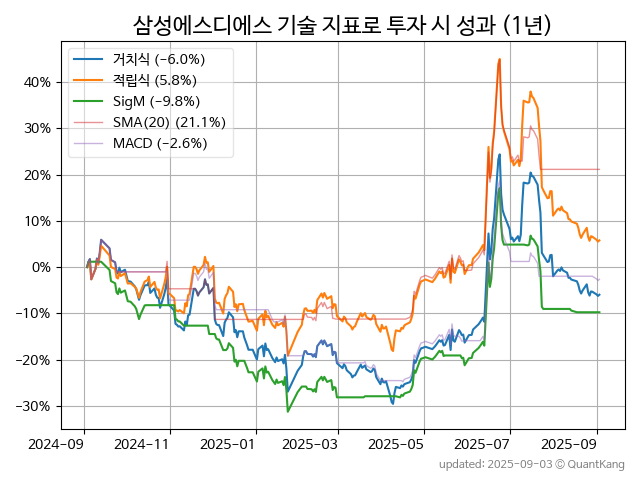 삼성에스디에스 기술 지표로 투자 시 성과 (1년)
거치식 (−6.0%)
적립식 (5.8%)
SigM (−9.8%)
SMA(20) (21.1%)
MACD (−2.6%)
40%
30%
20%
10%
0%
−10%
−20%
−30%
2024-09 2024-11 2025-01 2025-03 2025-05 2025-07 2025-09
updated: 2025-09-03 © QuantKang